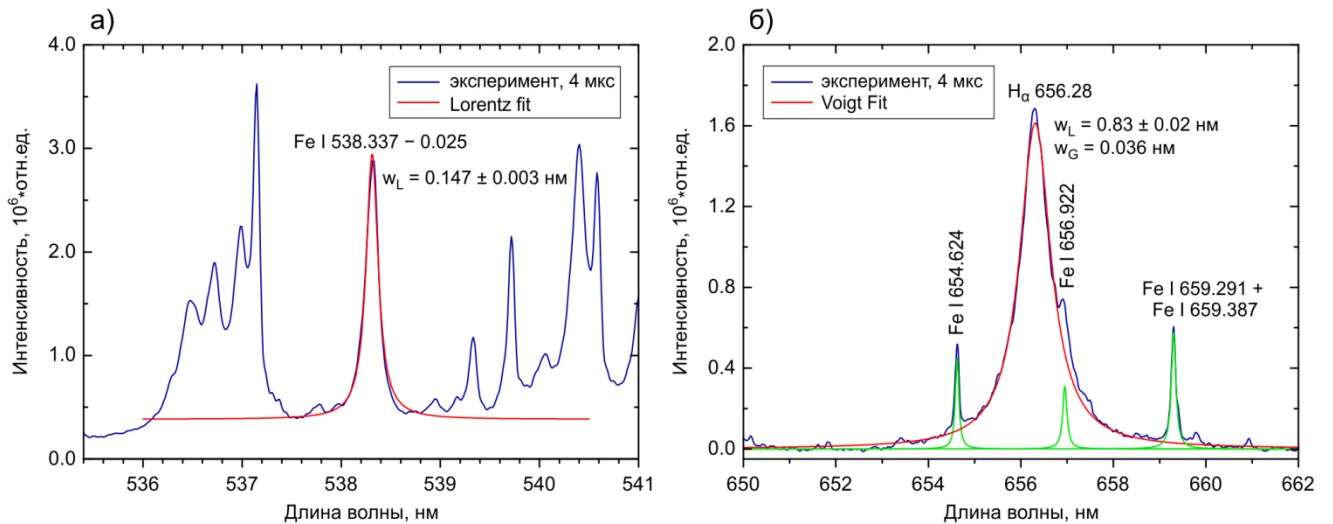 а)
4.0
3.0
2.0
1.0
0.0
Интенсивность, 10⁶*отн.ед.
эксперимент, 4 мкс
Lorentz fit
Fe I 538.337 − 0.025
w_L = 0.147 ± 0.003 нм
536 537 538 539 540 541
Длина волны, нм
б)
2.0
1.6
1.2
0.8
0.4
0.0
Интенсивность, 10⁶*отн.ед.
эксперимент, 4 мкс
Voigt Fit
H_α 656.28
w_L = 0.83 ± 0.02 нм
w_G = 0.036 нм
Fe I 654.624
Fe I 656.922
Fe I 659.291 +
Fe I 659.387
650 652 654 656 658 660 662
Длина волны, нм